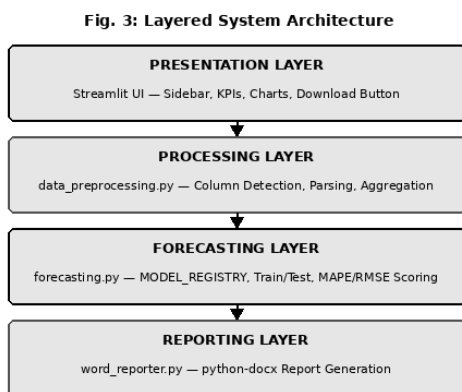 Fig. 3: Layered System Architecture
PRESENTATION LAYER
Streamlit UI — Sidebar, KPIs, Charts, Download Button
PROCESSING LAYER
data_preprocessing.py — Column Detection, Parsing, Aggregation
FORECASTING LAYER
forecasting.py — MODEL_REGISTRY, Train/Test, MAPE/RMSE Scoring
REPORTING LAYER
word_reporter.py — python-docx Report Generation